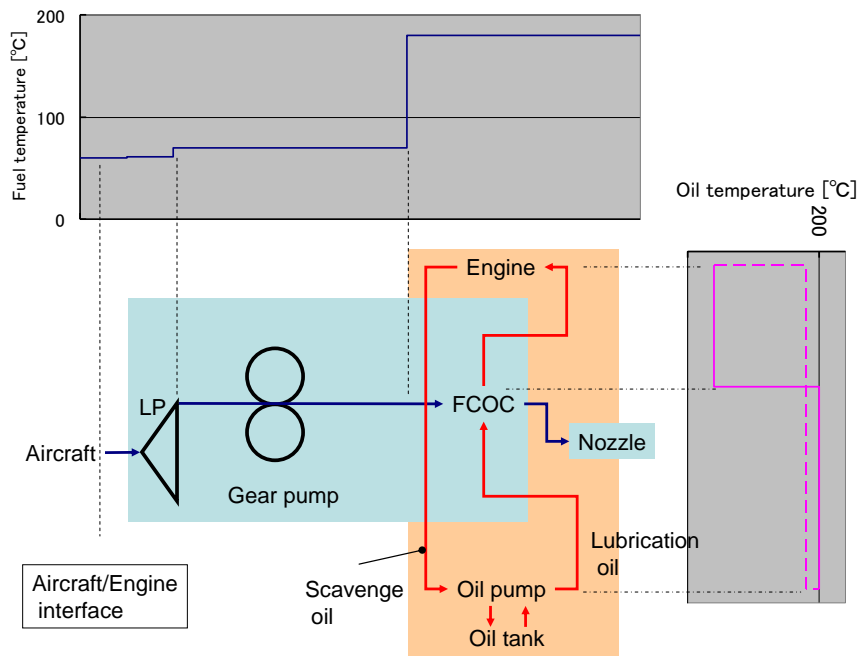 Fuel temperature [℃]
200
100
0
Oil temperature [℃]
200
Engine
LP
FCOC
Aircraft
Nozzle
Gear pump
Lubrication
oil
Aircraft/Engine
interface
Scavenge
oil
Oil pump
Oil tank